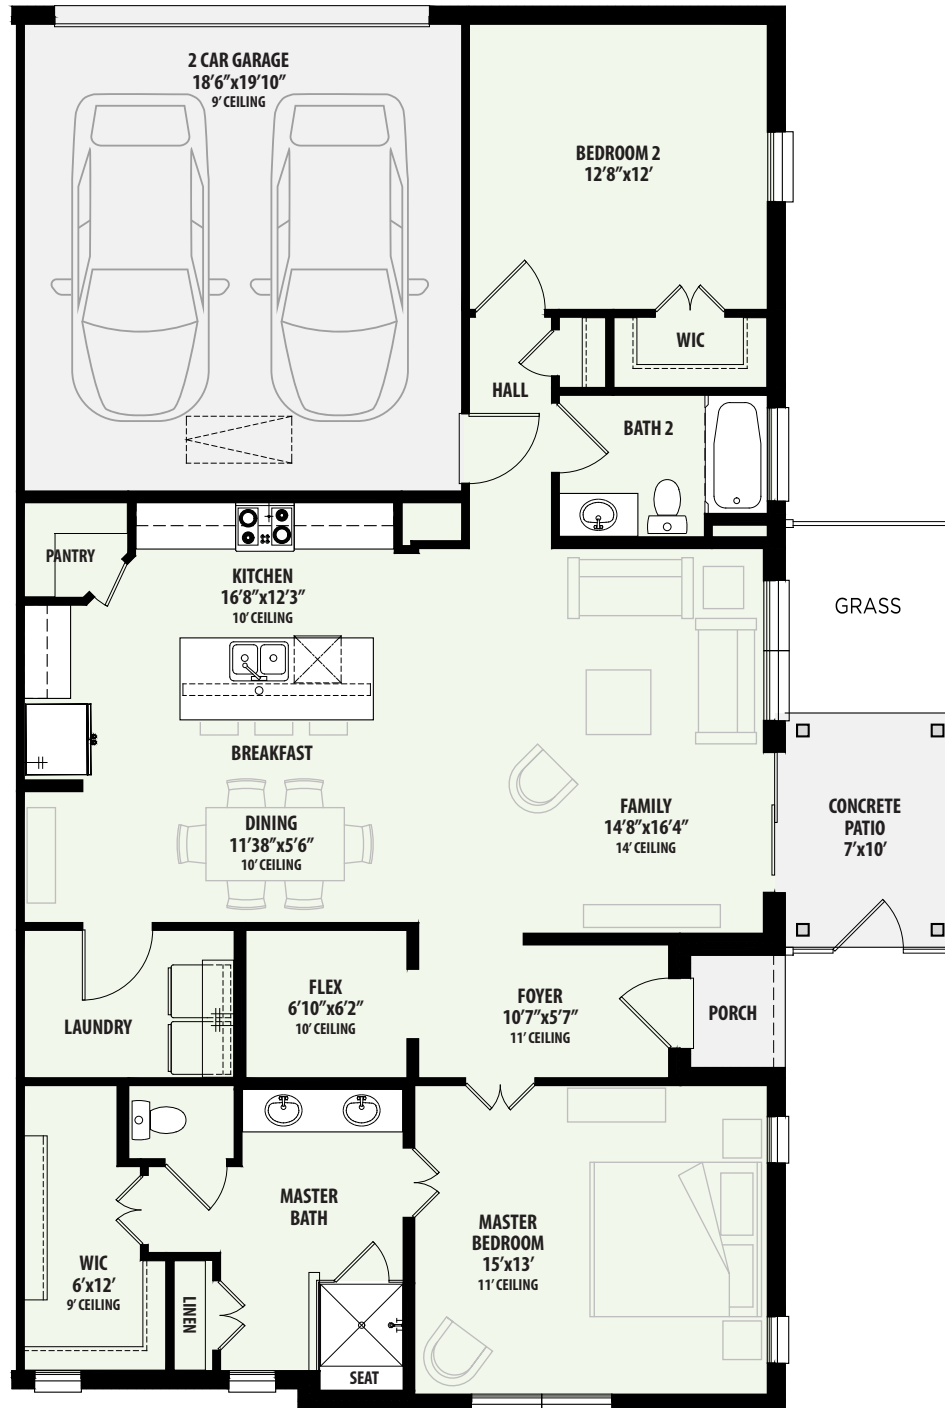 2 CAR GARAGE
18'6"x19'10"
9' CEILING
BEDROOM 2
12'8"x12'
WIC
HALL
BATH 2
PANTRY
KITCHEN
16'8"x12'3"
10' CEILING
GRASS
BREAKFAST
DINING
11'38"x5'6"
10' CEILING
FAMILY
14'8"x16'4"
14' CEILING
CONCRETE
PATIO
7'x10'
LAUNDRY
FLEX
6'10"x6'2"
10' CEILING
FOYER
10'7"x5'7"
11' CEILING
PORCH
MASTER
BATH
MASTER
BEDROOM
15'x13'
11' CEILING
WIC
6'x12'
9' CEILING
LINEN
SEAT